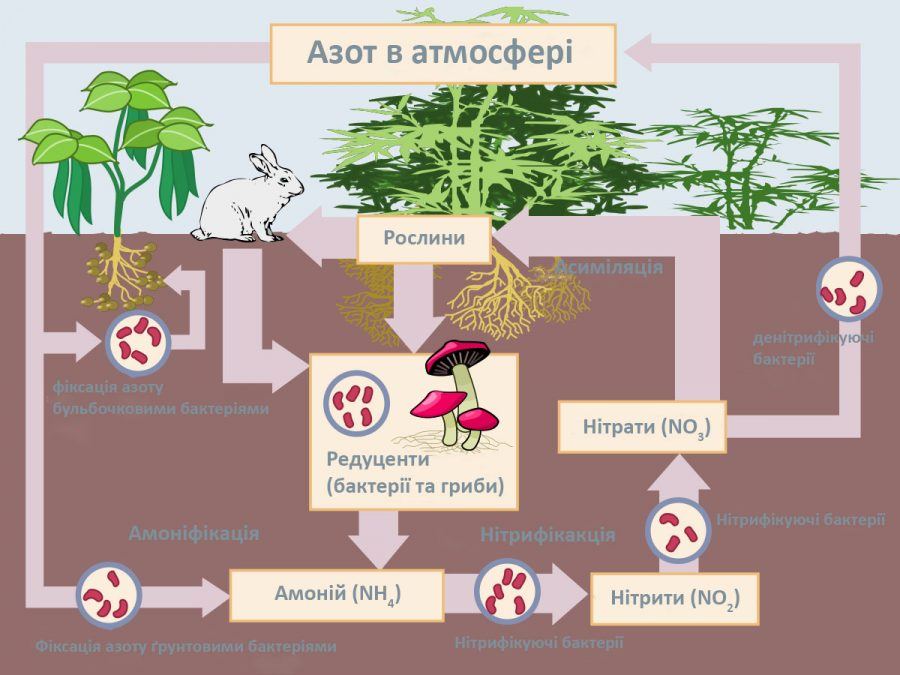 Азот в атмосфері
Рослини
Асиміляція
денітрифікуючі
бактерії
фіксація азоту
бульбочковими бактеріями
Нітрати (NO3)
Редуценти
(бактерії та гриби)
Амоніфікація
Нітрифікакція
Нітрифікуючі бактерії
Амоній (NH4)
Нітрити (NO2)
Фіксація азоту ґрунтовими бактеріями
Нітрифікуючі бактерії